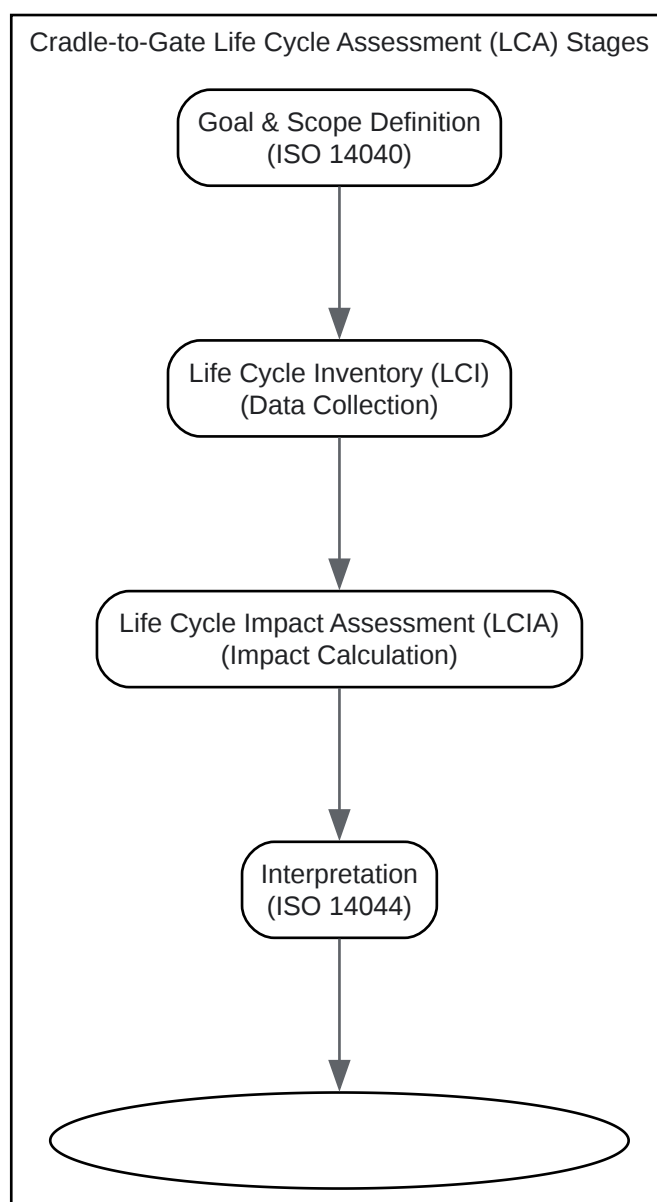 Cradle-to-Gate Life Cycle Assessment (LCA) Stages
Goal & Scope Definition
(ISO 14040)
Life Cycle Inventory (LCI)
(Data Collection)
Life Cycle Impact Assessment (LCIA)
(Impact Calculation)
Interpretation
(ISO 14044)